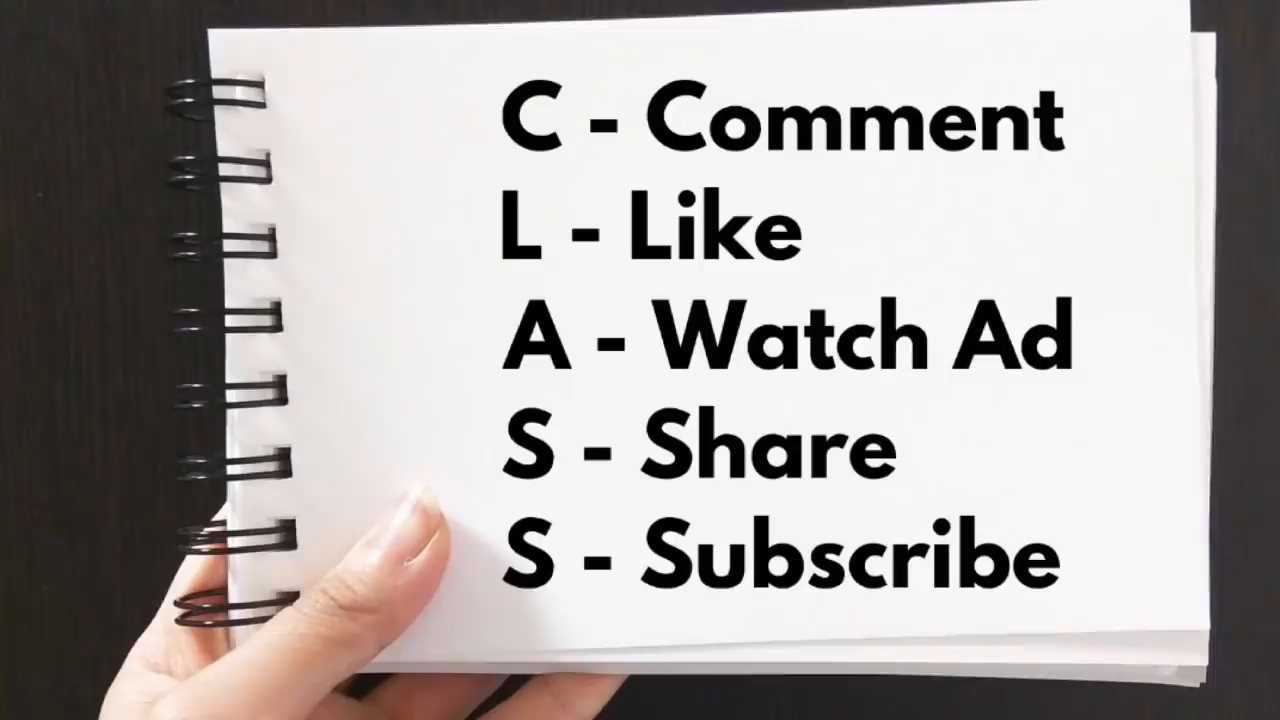 C - Comment
L - Like
A - Watch Ad
S - Share
S - Subscribe